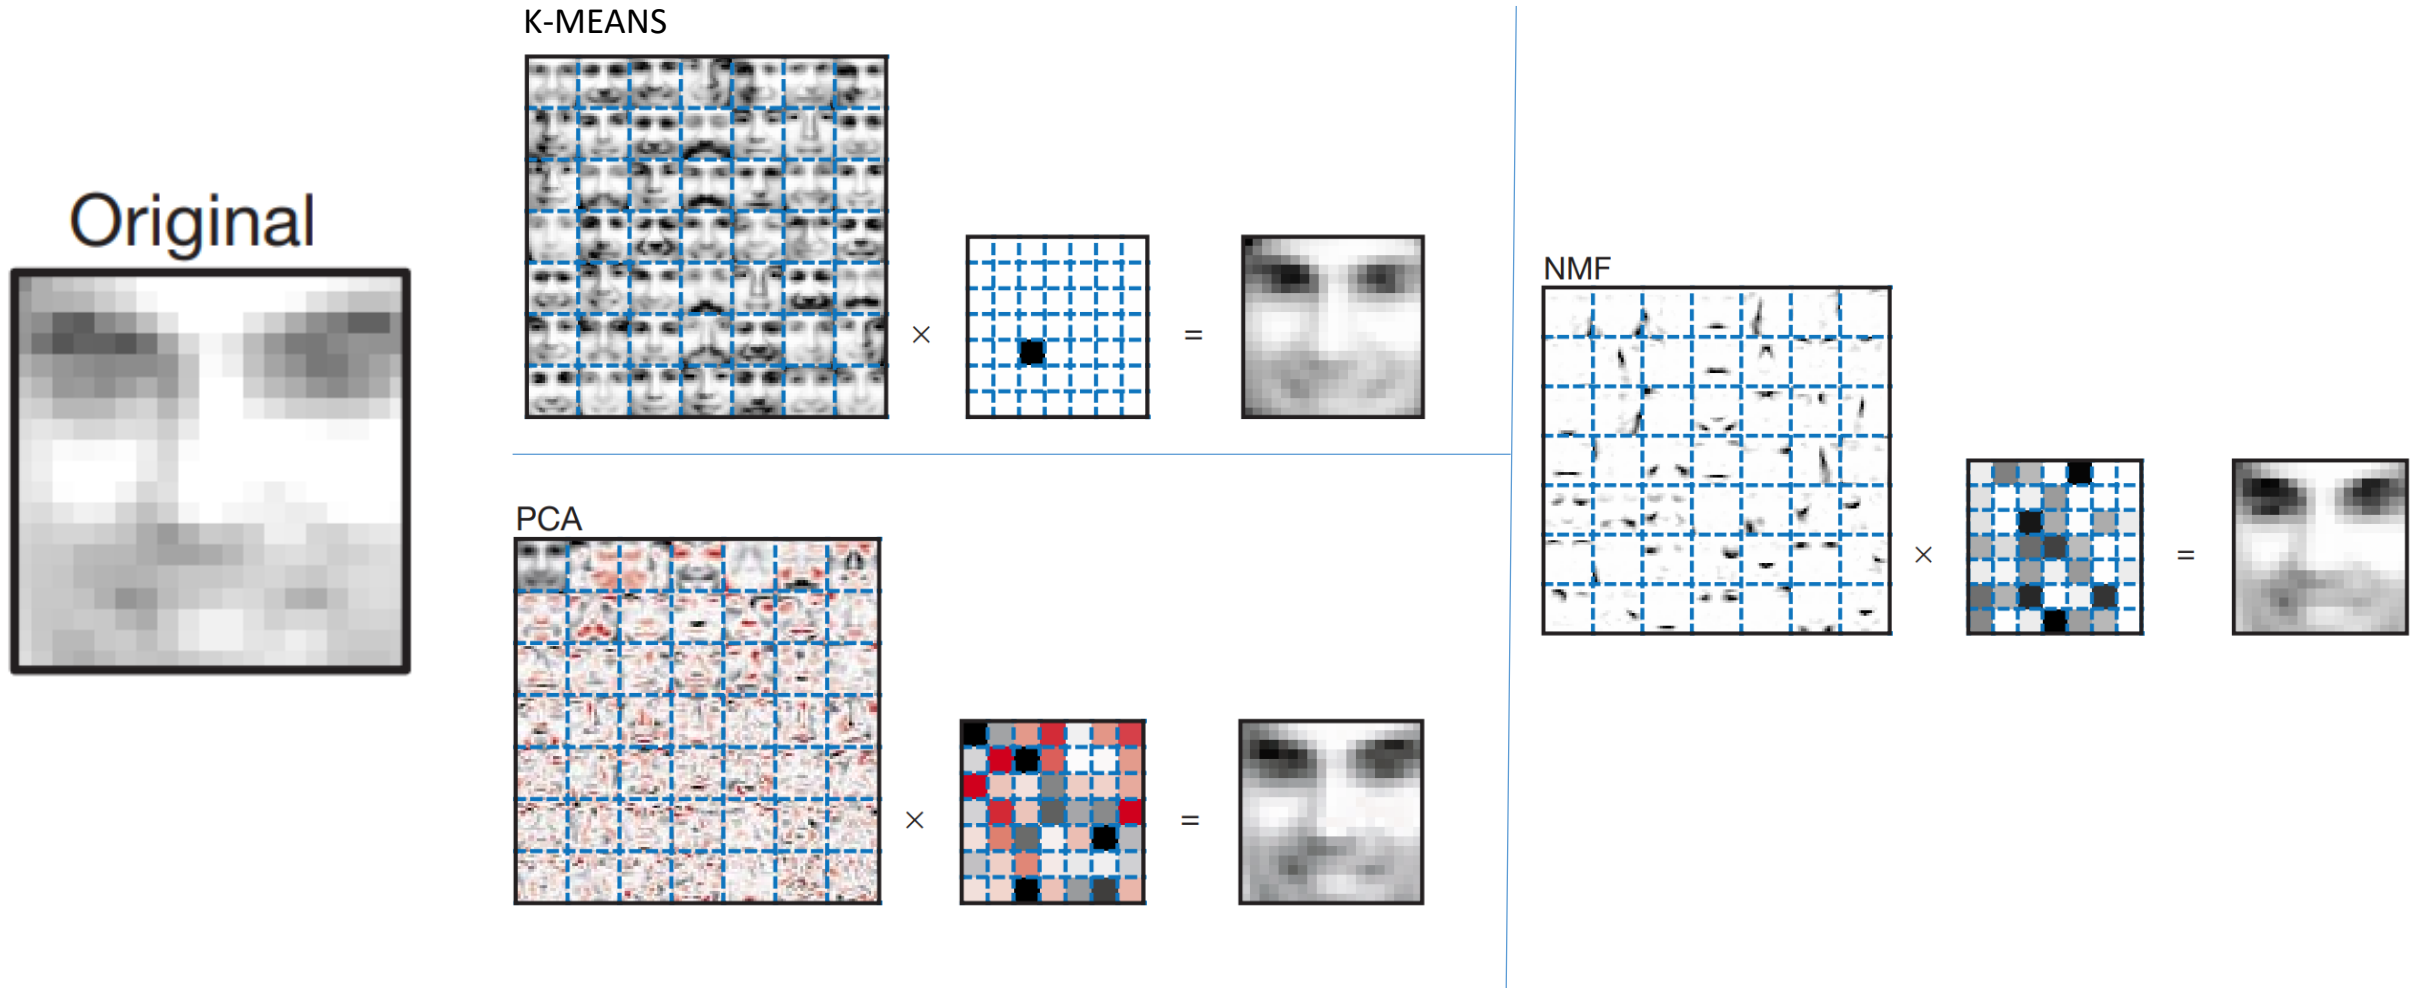 Original
K-MEANS
× =
PCA
× =
NMF
× =